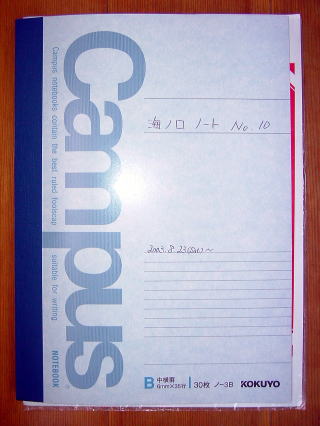 Campus
Campus notebooks contain the best ruled foolscap suitable for writing
NOTEBOOK
海ノ口 ノート No. 10
2003. 8. 23(Sat) ～
B 中横罫 6mm×35行 30枚 ノ-3B KOKUYO